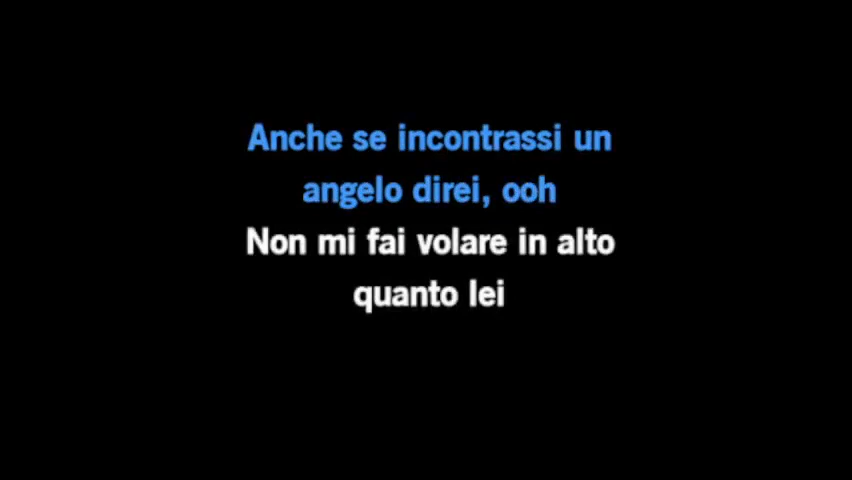 Anche se incontrassi un
angelo direi, ooh
Non mi fai volare in alto
quanto lei